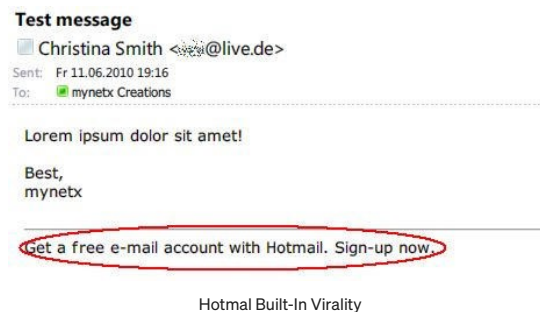 Test message
Christina Smith < @live.de>
Sent: Fr 11.06.2010 19:16
To: mynetx Creations
Lorem ipsum dolor sit amet!
Best,
mynetx
Get a free e-mail account with Hotmail. Sign-up now.
Hotmal Built-In Virality